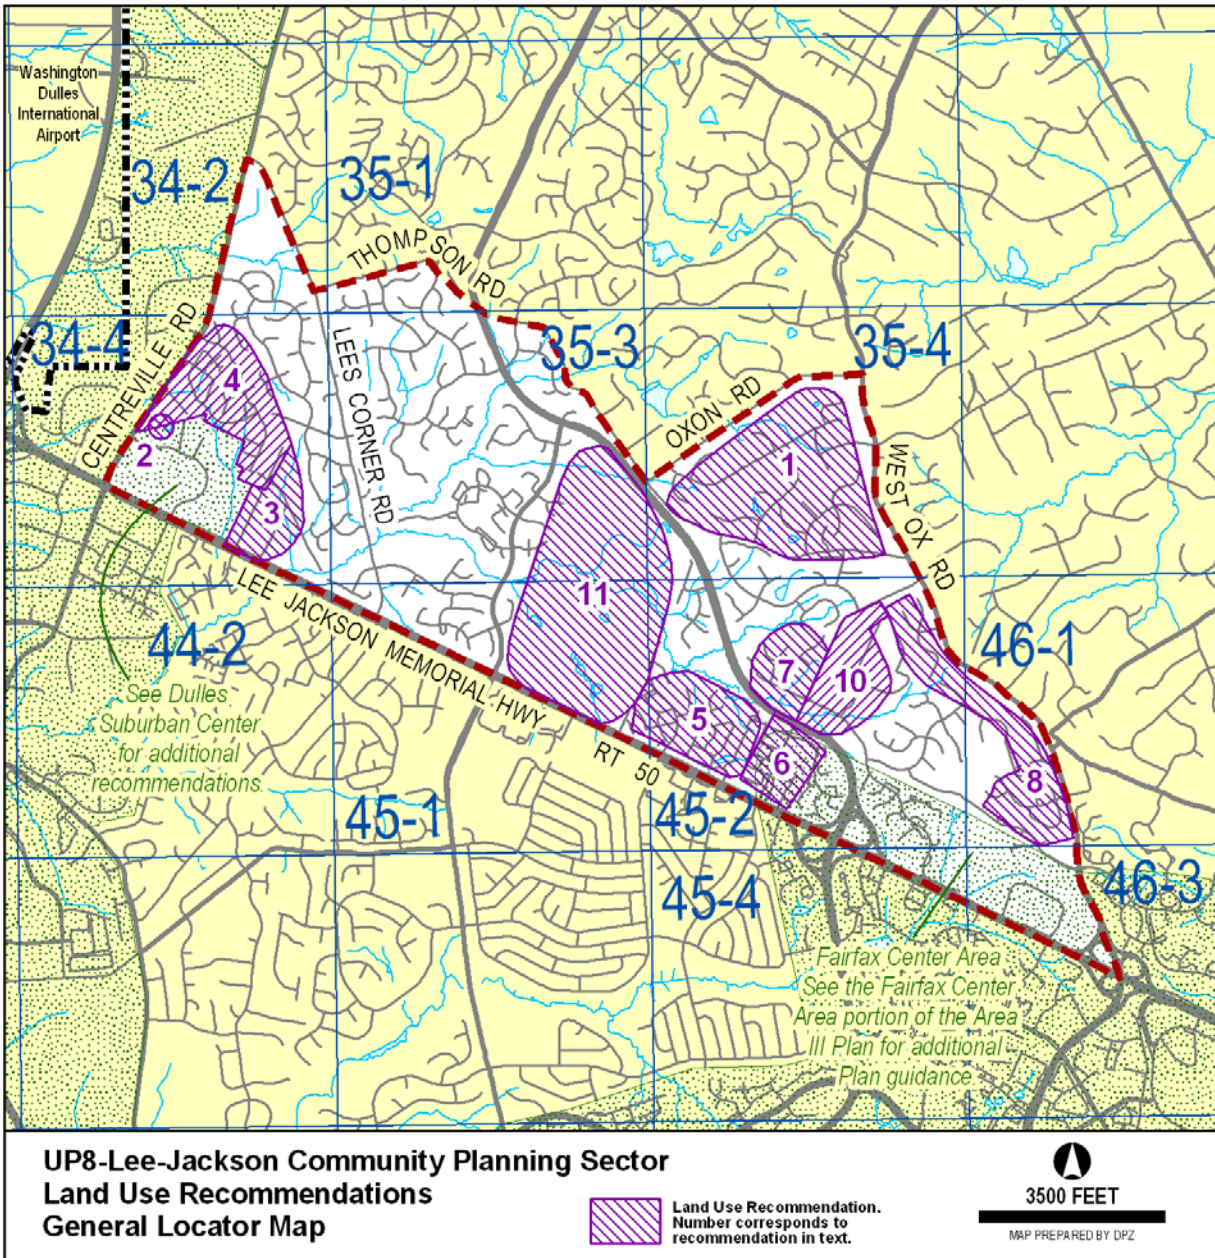 Washington
Dulles
International
Airport
34-2
35-1
THOMPSON RD
34-4
CENTREVILLE RD
LEES CORNER RD
35-3
35-4
OXON RD
WEST OX RD
4
2
3
1
11
LEE JACKSON MEMORIAL HWY
RT 50
44-2
46-1
7
10
5
6
8
See Dulles
Suburban Center
for additional
recommendations.
45-1
45-2
45-4
46-3
Fairfax Center Area
See the Fairfax Center
Area portion of the Area
III Plan for additional
Plan guidance
UP8-Lee-Jackson Community Planning Sector
Land Use Recommendations
General Locator Map
Land Use Recommendation.
Number corresponds to
recommendation in text.
3500 FEET
MAP PREPARED BY DPZ